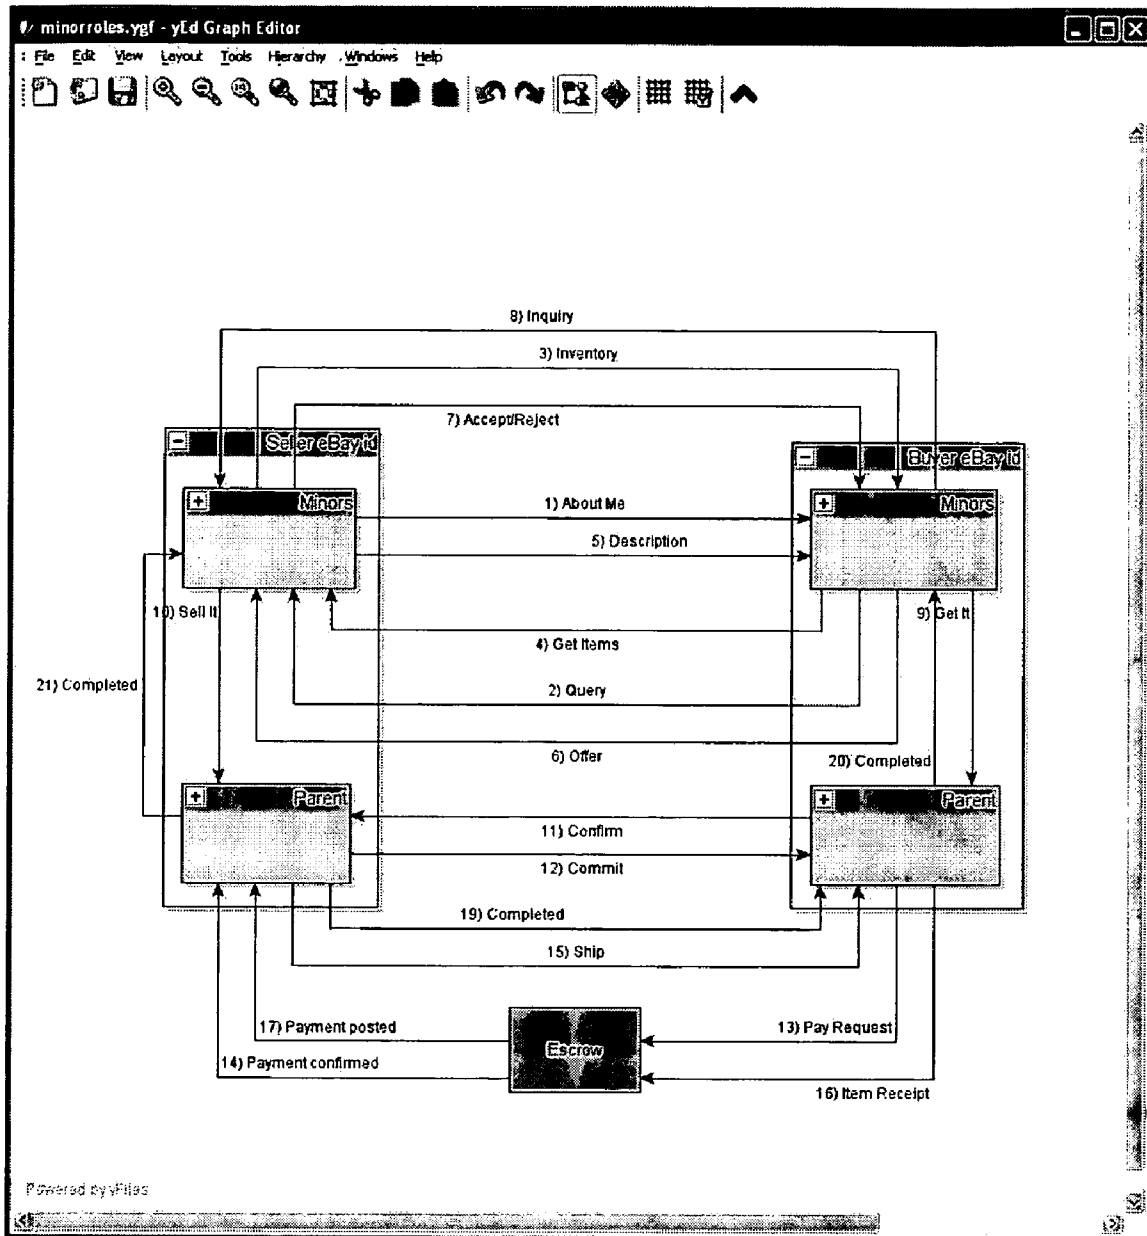 minorroles.ygf - yEd Graph Editor
File Edit View Layout Tools Hierarchy Windows Help
8) Inquiry
3) Inventory
7) Accept/Reject
Seller eBay id
Buyer eBay id
Minors
Minors
1) About Me
5) Description
10) Sell It
9) Get It
4) Get Items
21) Completed
2) Query
6) Offer
20) Completed
Parent
Parent
11) Confirm
12) Commit
19) Completed
15) Ship
17) Payment posted
13) Pay Request
Escrow
14) Payment confirmed
16) Item Receipt
Powered by yFiles